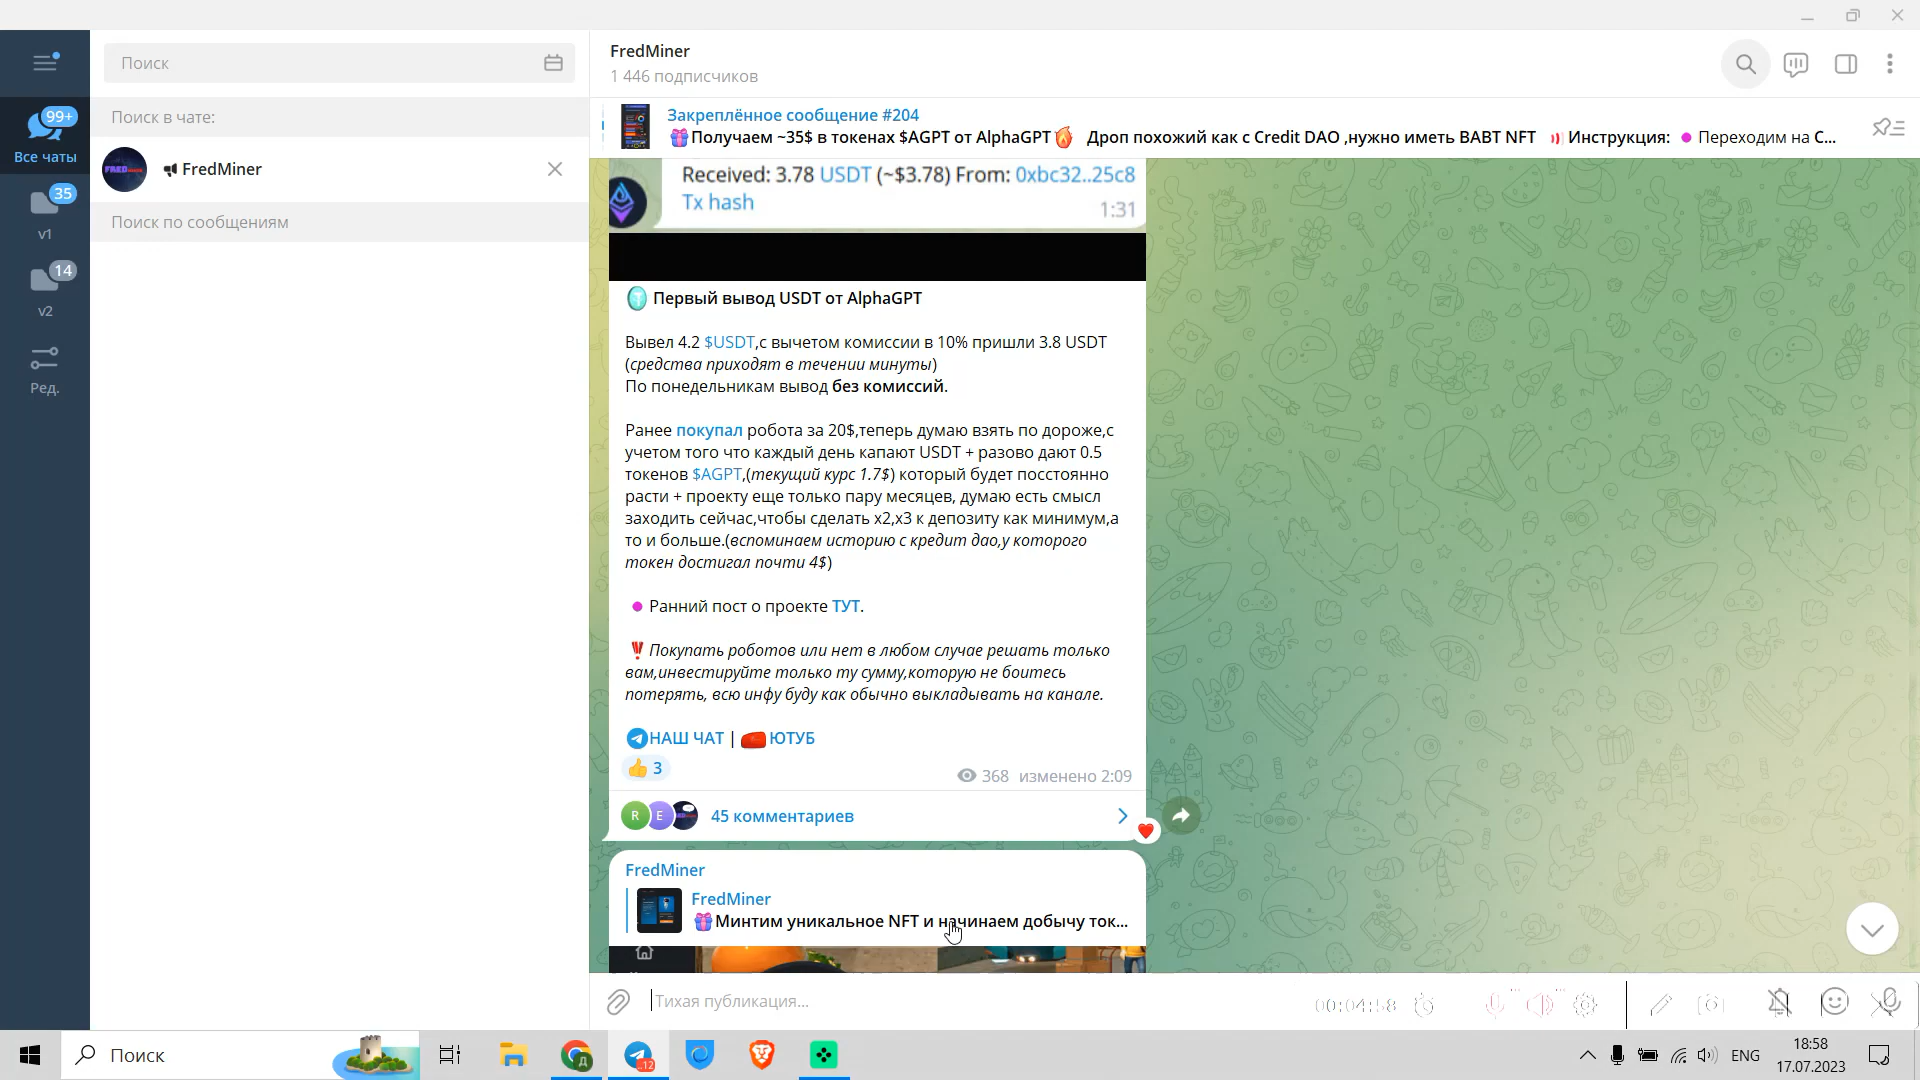 Поиск
FredMiner
1 446 подписчиков
99+
Все чаты
35
v1
14
v2
Ред.
Поиск в чате:
FredMiner
Поиск по сообщениям
Закреплённое сообщение #204
Получаем ~35$ в токенах $AGPT от AlphaGPT Дроп похожий как с Credit DAO ,нужно иметь BABT NFT Инструкция: Переходим на С...
Received: 3.78 USDT (~$3.78) From: 0xbc32..25c8
Tx hash
1:31
Первый вывод USDT от AlphaGPT
Вывел 4.2 $USDT,с вычетом комиссии в 10% пришли 3.8 USDT
(средства приходят в течении минуты)
По понедельникам вывод без комиссий.
Ранее покупал робота за 20$,теперь думаю взять по дороже,с
учетом того что каждый день капают USDT + разово дают 0.5
токенов $AGPT,(текущий курс 1.7$) который будет посстоянно
расти + проекту еще только пару месяцев, думаю есть смысл
заходить сейчас,чтобы сделать x2,x3 к депозиту как минимум,а
то и больше.(вспоминаем историю с кредит дао,у которого
токен достигал почти 4$)
Ранний пост о проекте ТУТ.
Покупать роботов или нет в любом случае решать только
вам,инвестируйте только ту сумму,которую не боитесь
потерять, всю инфу буду как обычно выкладывать на канале.
НАШ ЧАТ | ЮТУБ
3
368 изменено 2:09
R E 45 комментариев
FredMiner
FredMiner
Минтим уникальное NFT и начинаем добычу ток...
Тихая публикация...
00:04:58
Поиск
12
ENG
18:58
17.07.2023